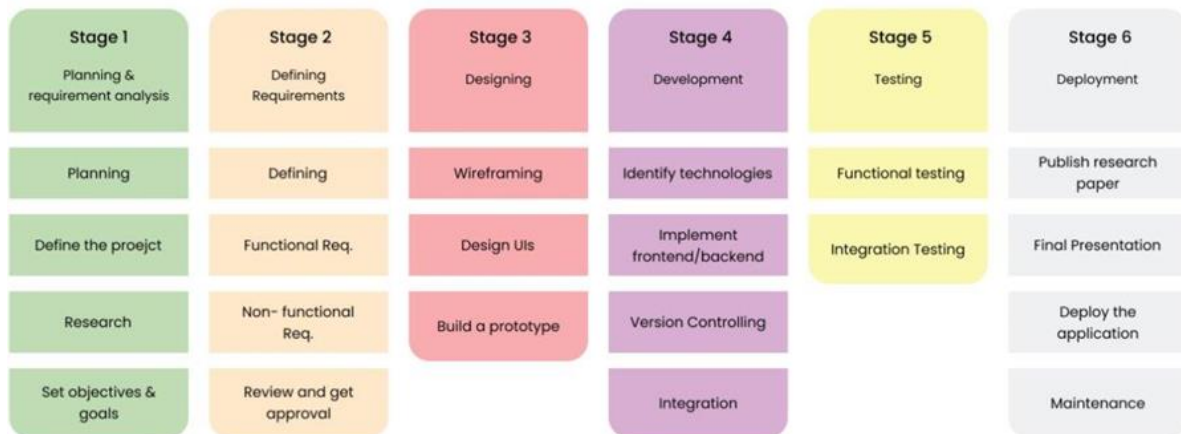 Stage 1
Planning &
requirement analysis
Planning
Define the proejct
Research
Set objectives &
goals
Stage 2
Defining
Requirements
Defining
Functional Req.
Non- functional
Req.
Review and get
approval
Stage 3
Designing
Wireframing
Design UIs
Build a prototype
Stage 4
Development
Identify technologies
Implement
frontend/backend
Version Controlling
Integration
Stage 5
Testing
Functional testing
Integration Testing
Stage 6
Deployment
Publish research
paper
Final Presentation
Deploy the
application
Maintenance